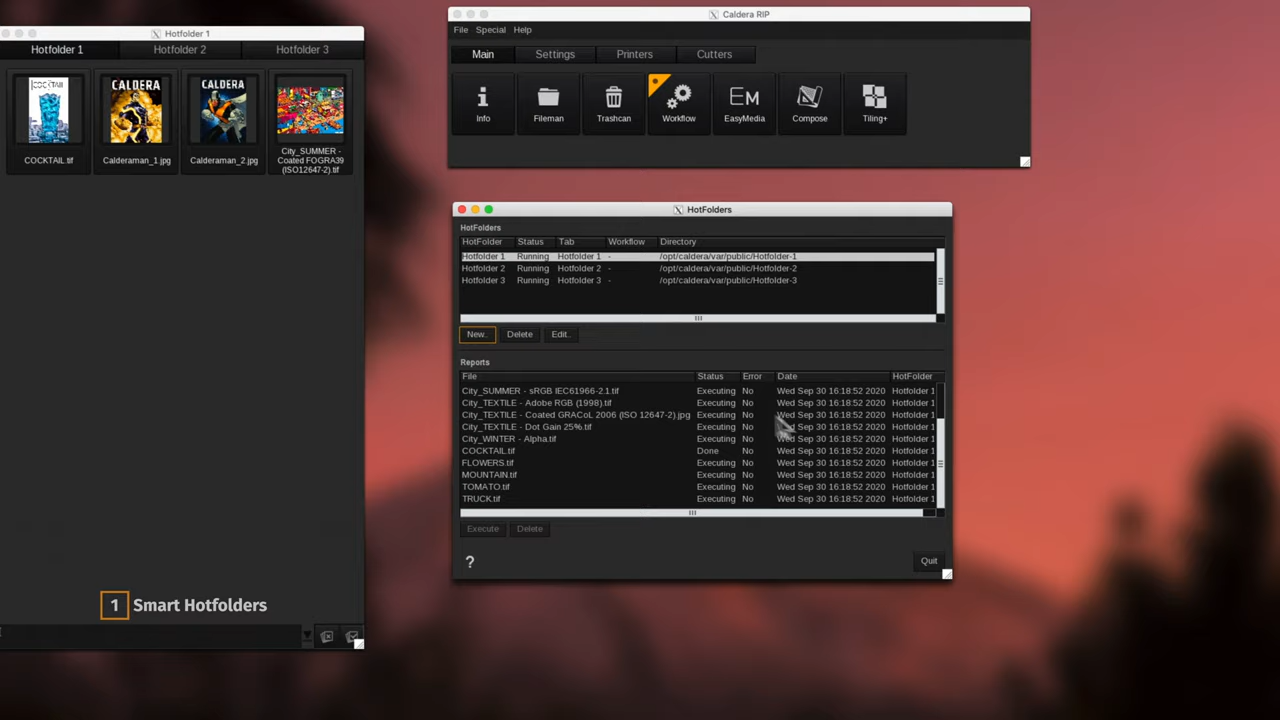 Hotfolder 1
Hotfolder 1 Hotfolder 2 Hotfolder 3
COCKTAIL
CALDERA
CALDERA
COCKTAIL.tif
Calderaman_1.jpg
Calderaman_2.jpg
City_SUMMER -
Coated FOGRA39
(ISO12647-2).tif
1 Smart Hotfolders
Caldera RIP
File Special Help
Main Settings Printers Cutters
Info Fileman Trashcan Workflow EasyMedia Compose Tiling+
HotFolders
HotFolders
HotFolder Status Tab Workflow Directory
Hotfolder 1 Running Hotfolder 1 - /opt/caldera/var/public/Hotfolder-1
Hotfolder 2 Running Hotfolder 2 - /opt/caldera/var/public/Hotfolder-2
Hotfolder 3 Running Hotfolder 3 - /opt/caldera/var/public/Hotfolder-3
New.. Delete Edit..
Reports
File Status Error Date HotFolder
City_SUMMER - sRGB IEC61966-2.1.tif Executing No Wed Sep 30 16:18:52 2020 Hotfolder 1
City_TEXTILE - Adobe RGB (1998).tif Executing No Wed Sep 30 16:18:52 2020 Hotfolder 1
City_TEXTILE - Coated GRACoL 2006 (ISO 12647-2).jpg Executing No Wed Sep 30 16:18:52 2020 Hotfolder 1
City_TEXTILE - Dot Gain 25%.tif Executing No Wed Sep 30 16:18:52 2020 Hotfolder 1
City_WINTER - Alpha.tif Executing No Wed Sep 30 16:18:52 2020 Hotfolder 1
COCKTAIL.tif Done No Wed Sep 30 16:18:52 2020 Hotfolder 1
FLOWERS.tif Executing No Wed Sep 30 16:18:52 2020 Hotfolder 1
MOUNTAIN.tif Executing No Wed Sep 30 16:18:52 2020 Hotfolder 1
TOMATO.tif Executing No Wed Sep 30 16:18:52 2020 Hotfolder 1
TRUCK.tif Executing No Wed Sep 30 16:18:52 2020 Hotfolder 1
Execute Delete
?
Quit